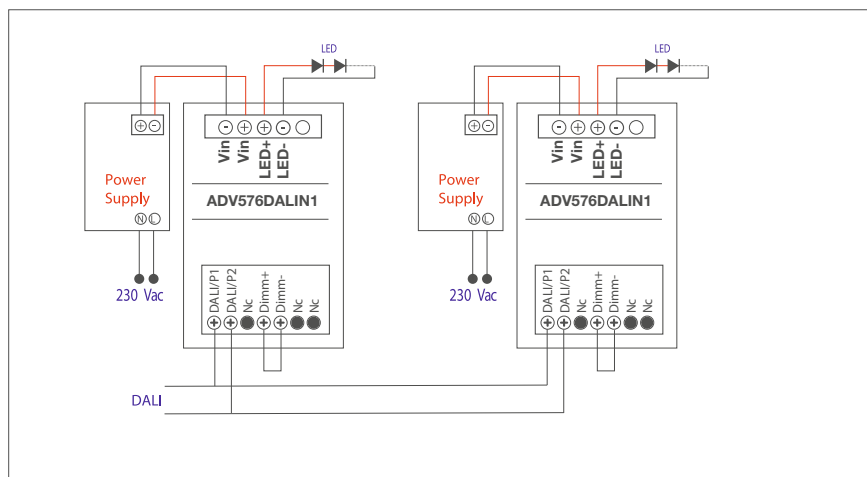 LED
LED
Vin
Vin
LED+
LED-
Vin
Vin
LED+
LED-
Power
Supply
ADV576DALIN1
Power
Supply
ADV576DALIN1
N L
N L
230 Vac
230 Vac
DALI/P1
DALI/P2
Nc
Dimm+
Dimm-
Nc
Nc
DALI/P1
DALI/P2
Nc
Dimm+
Dimm-
Nc
Nc
DALI